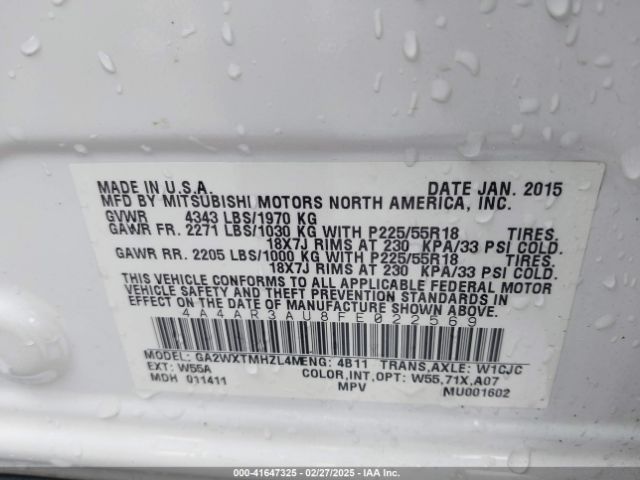 MADE IN U.S.A. DATE JAN. 2015
MFD BY MITSUBISHI MOTORS NORTH AMERICA, INC.
GVWR 4343 LBS/1970 KG
GAWR FR. 2271 LBS/1030 KG WITH P225/55R18 TIRES.
18X7J RIMS AT 230 KPA/33 PSI COLD.
GAWR RR. 2205 LBS/1000 KG WITH P225/55R18 TIRES.
18X7J RIMS AT 230 KPA/33 PSI COLD.
THIS VEHICLE CONFORMS TO ALL APPLICABLE FEDERAL MOTOR
VEHICLE SAFETY AND THEFT PREVENTION STANDARDS IN
EFFECT ON THE DATE OF MANUFACTURE SHOWN ABOVE.
4A4AR3AU8FE022569
MODEL: GA2WXTMHZL4M ENG: 4B11 TRANS,AXLE: W1CJC
EXT: W55A COLOR,INT,OPT: W55,71X,A07
MDH 011411 MPV MU001602
000-41647325 - 02/27/2025 - IAA Inc.